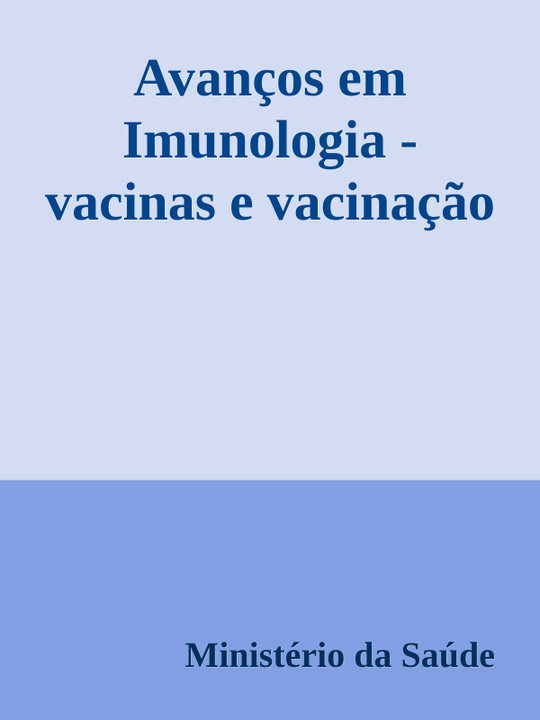 Avanços em
Imunologia -
vacinas e vacinação
Ministério da Saúde